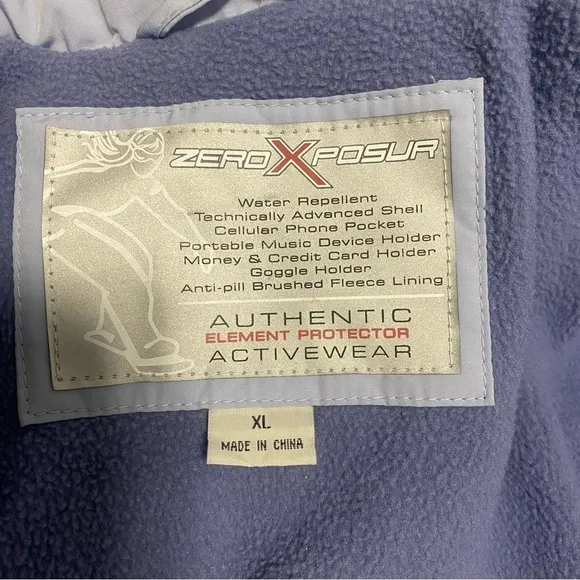 ZEROXPOSUR
Water Repellent
Technically Advanced Shell
Cellular Phone Pocket
Portable Music Device Holder
Money & Credit Card Holder
Goggle Holder
Anti-pill Brushed Fleece Lining
AUTHENTIC
ELEMENT PROTECTOR
ACTIVEWEAR
XL
MADE IN CHINA